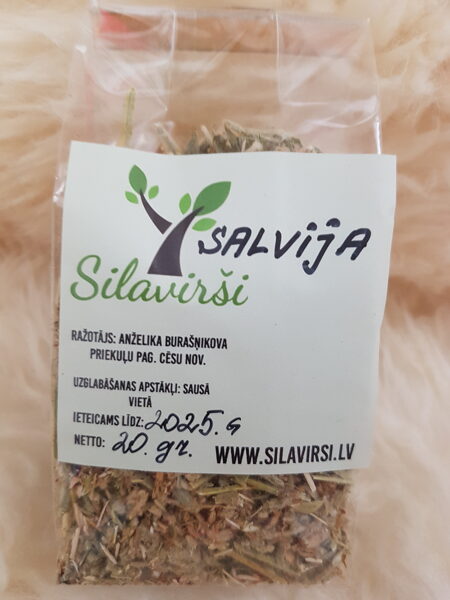 SALVIJA
Silavirši
RAŽOTĀJS: ANŽELIKA BURAŠŅIKOVA
PRIEKUĻU PAG. CĒSU NOV.
UZGLABĀŠANAS APSTĀKĻI: SAUSĀ
VIETĀ
IETEICAMS LĪDZ: 2025. G
NETTO: 20. gr. WWW.SILAVIRSI.LV